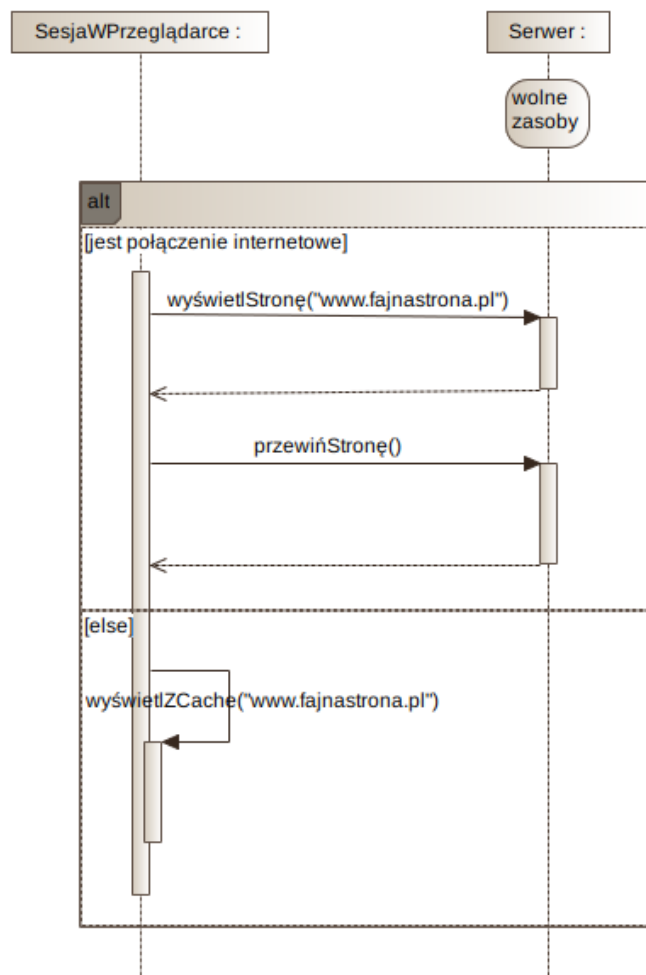 SesjaWPrzeglądarce :
Serwer :
wolne
zasoby
alt
[jest połączenie internetowe]
wyświetlStronę("www.fajnastrona.pl")
przewińStronę()
[else]
wyświetlZCache("www.fajnastrona.pl")